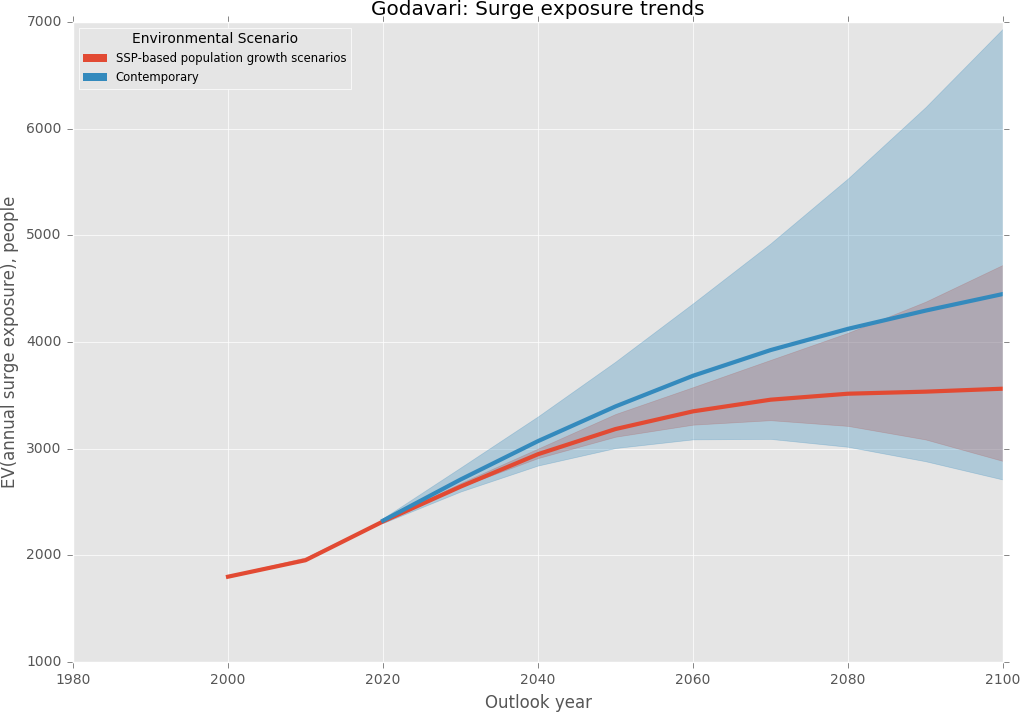 Godavari: Surge exposure trends
Environmental Scenario
SSP-based population growth scenarios
Contemporary
EV(annual surge exposure), people
7000
6000
5000
4000
3000
2000
1000
1980
2000
2020
2040
2060
2080
2100
Outlook year